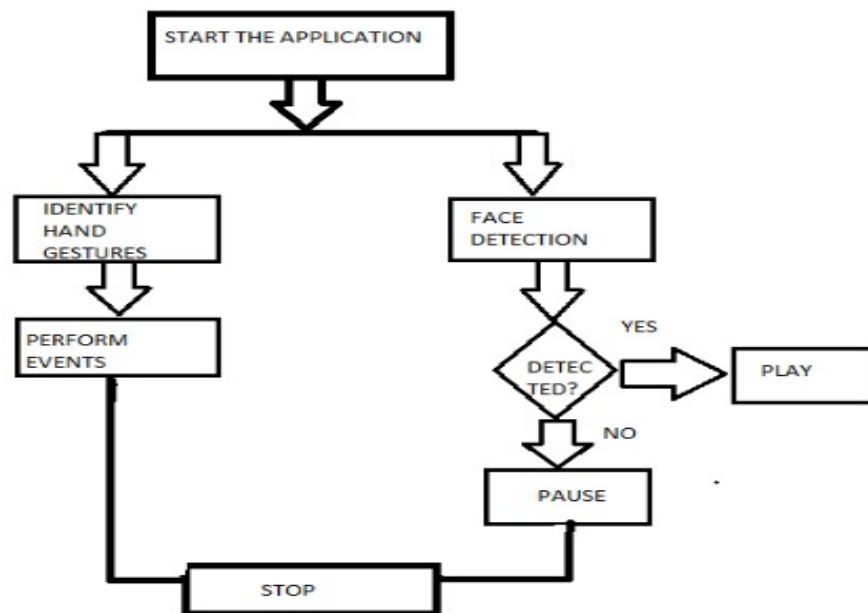 START THE APPLICATION
IDENTIFY
HAND
GESTURES
FACE
DETECTION
PERFORM
EVENTS
YES
DETEC
TED?
PLAY
NO
PAUSE
STOP